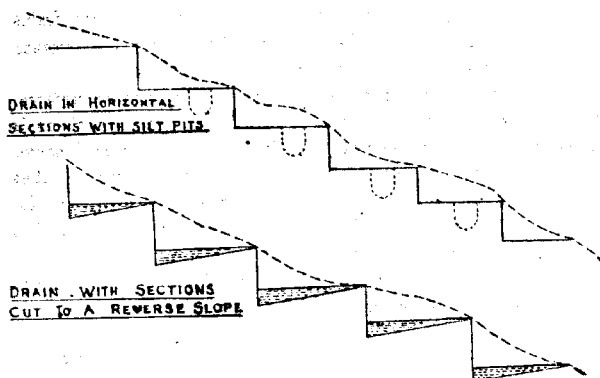 DRAIN IN HORIZONTAL
SECTIONS WITH SILT PITS
DRAIN WITH SECTIONS
CUT TO A REVERSE SLOPE